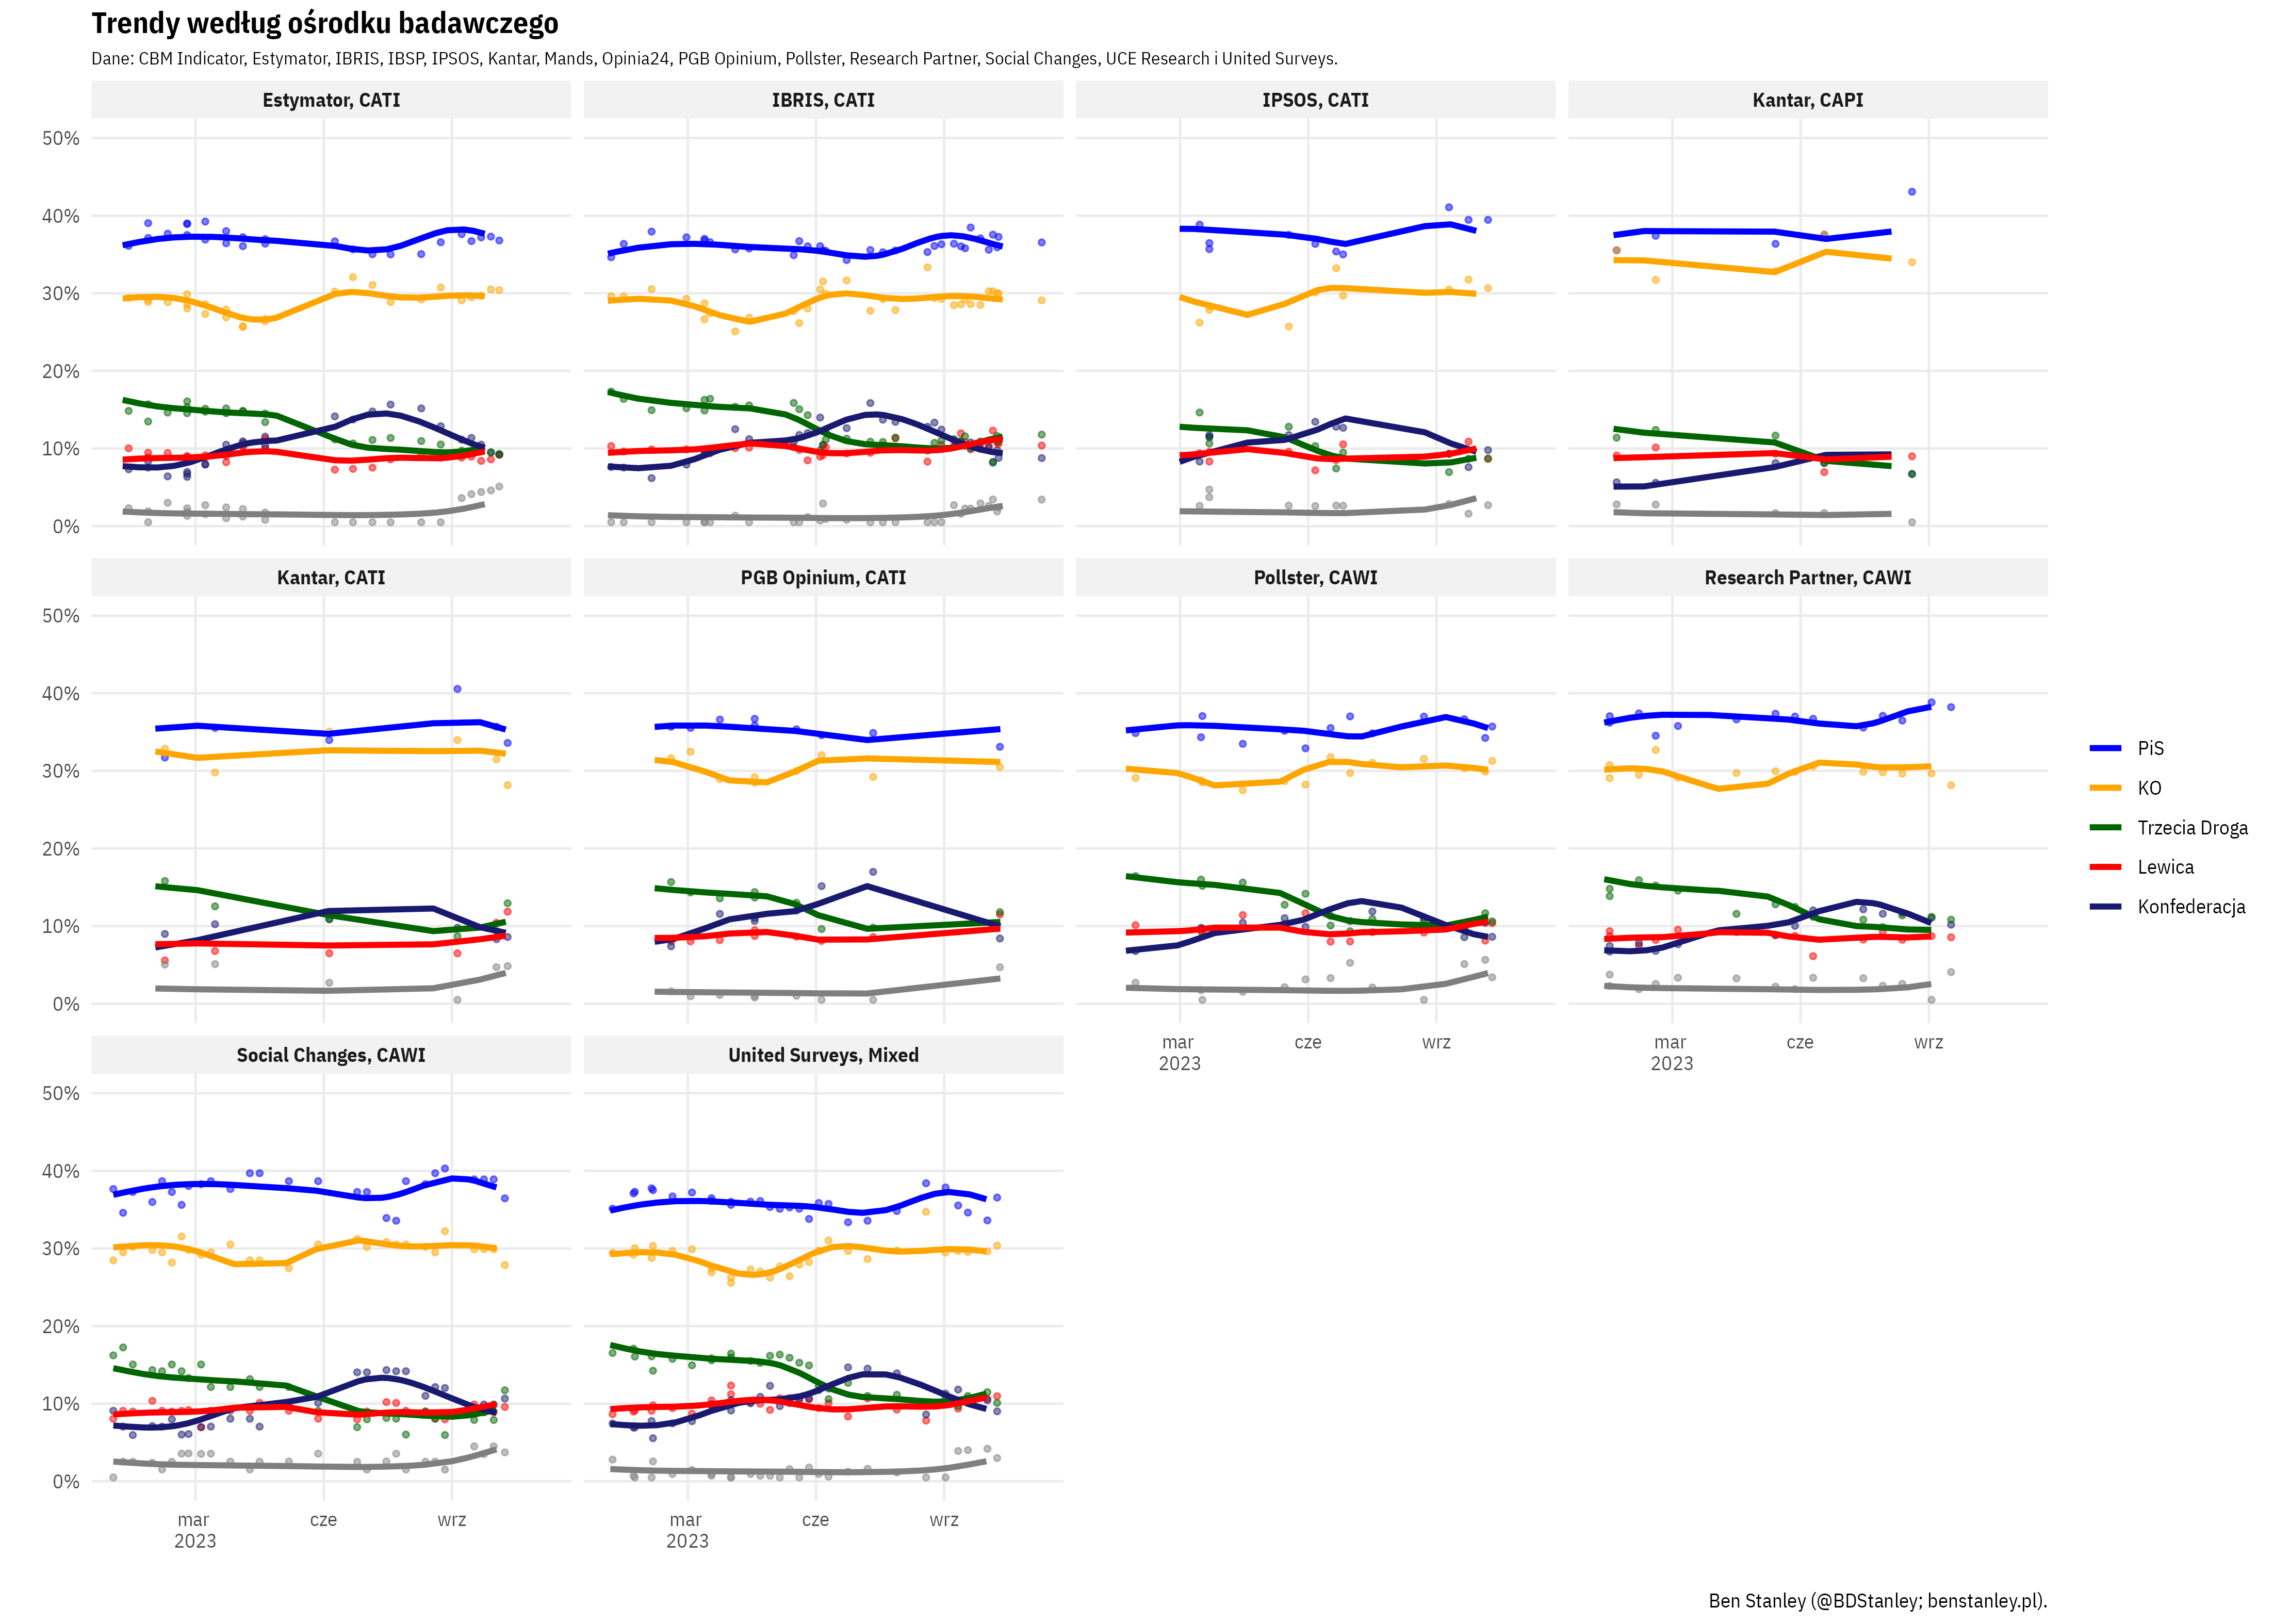 Trendy według ośrodku badawczego
Dane: CBM Indicator, Estymator, IBRIS, IBSP, IPSOS, Kantar, Mands, Opinia24, PGB Opinium, Pollster, Research Partner, Social Changes, UCE Research i United Surveys.
Estymator, CATI
IBRIS, CATI
IPSOS, CATI
Kantar, CAPI
50%
40%
30%
20%
10%
0%
Kantar, CATI
PGB Opinium, CATI
Pollster, CAWI
Research Partner, CAWI
50%
40%
30%
20%
10%
0%
mar
2023
cze
wrz
mar
2023
cze
wrz
Social Changes, CAWI
United Surveys, Mixed
50%
40%
30%
20%
10%
0%
mar
2023
cze
wrz
mar
2023
cze
wrz
PiS
KO
Trzecia Droga
Lewica
Konfederacja
Ben Stanley (@BDStanley; benstanley.pl).